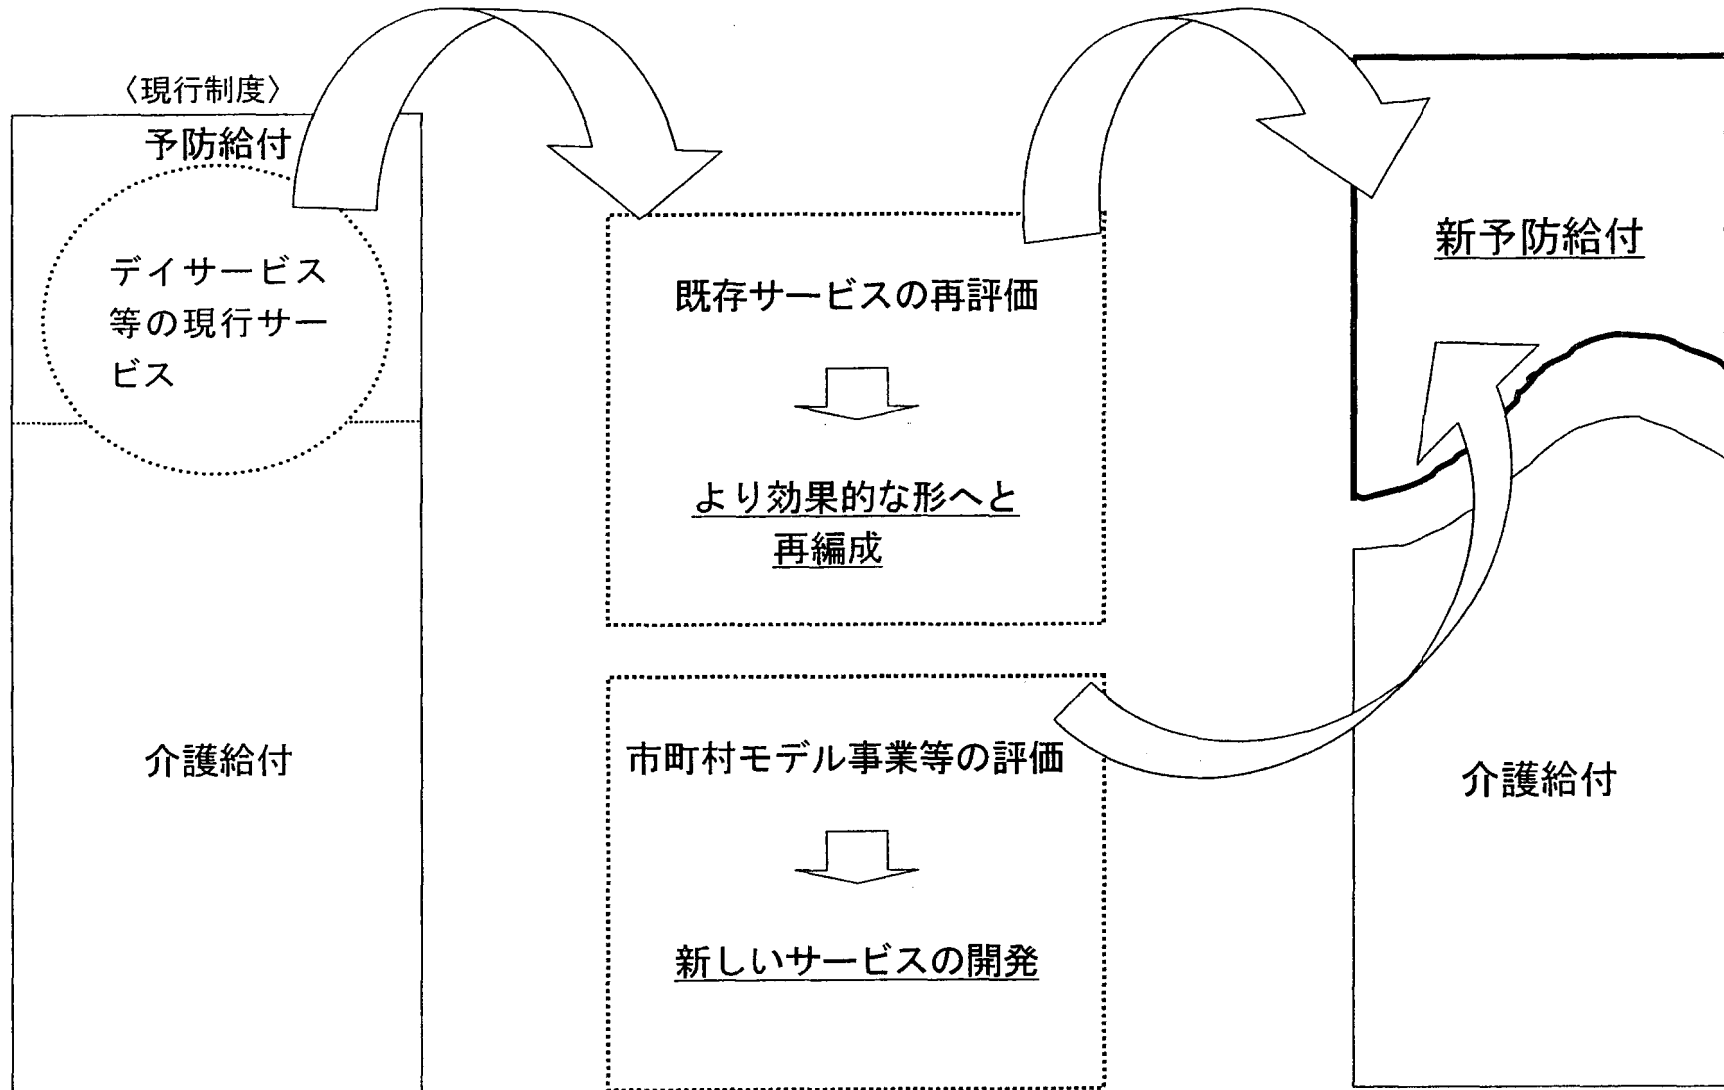 〈現行制度〉
予防給付
デイサービス
等の現行サー
ビス
介護給付
既存サービスの再評価
より効果的な形へと
再編成
市町村モデル事業等の評価
新しいサービスの開発
新予防給付
介護給付